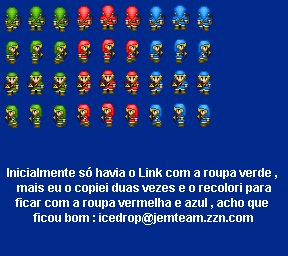 Inicialmente só havia o Link com a roupa verde ,
mais eu o copiei duas vezes e o recolori para
ficar com a roupa vermelha e azul , acho que
ficou bom : icedrop@jemteam.zzn.com